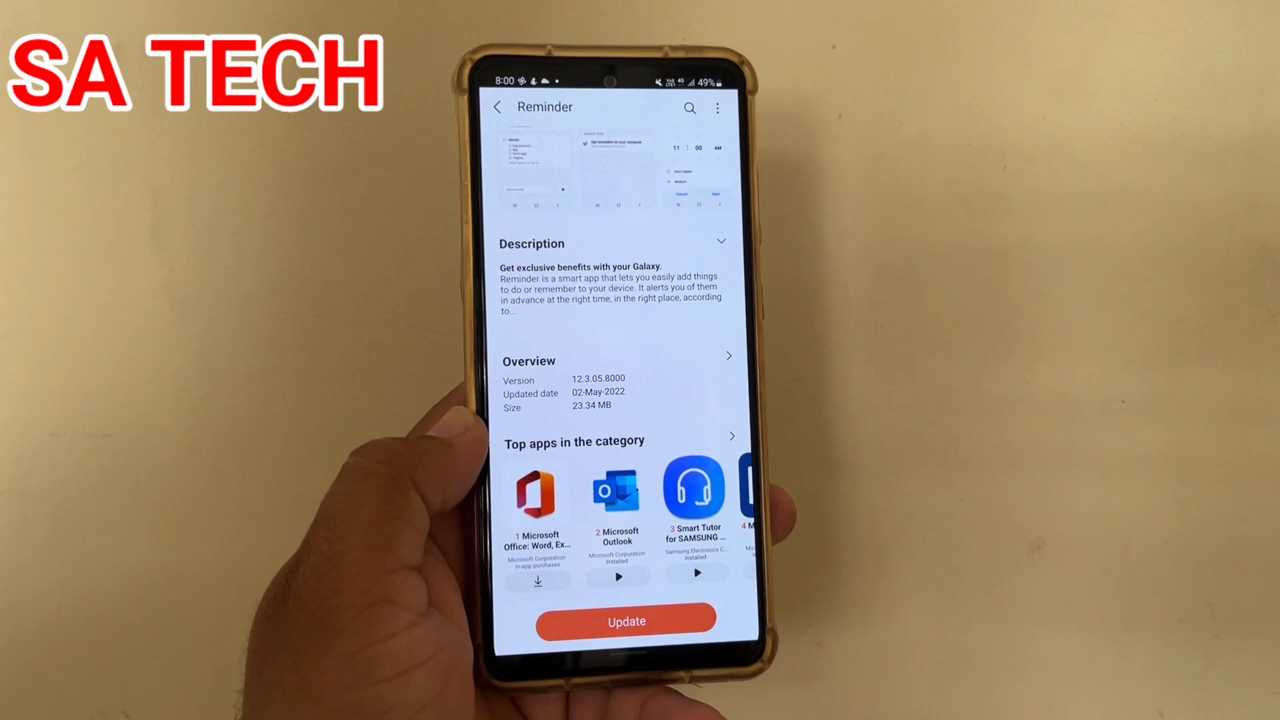 SA TECH
8:00
49%
Reminder
11 : 00 AM
Description
Get exclusive benefits with your Galaxy.
Reminder is a smart app that lets you easily add things
to do or remember to your device. It alerts you of them
in advance at the right time, in the right place, according
to...
Overview
Version 12.3.05.8000
Updated date 02-May-2022
Size 23.34 MB
Top apps in the category
1 Microsoft
Office: Word, Ex...
Microsoft Corporation
In-app purchases
2 Microsoft
Outlook
Microsoft Corporation
Installed
3 Smart Tutor
for SAMSUNG ...
Samsung Electronics C...
Installed
4 M
Update